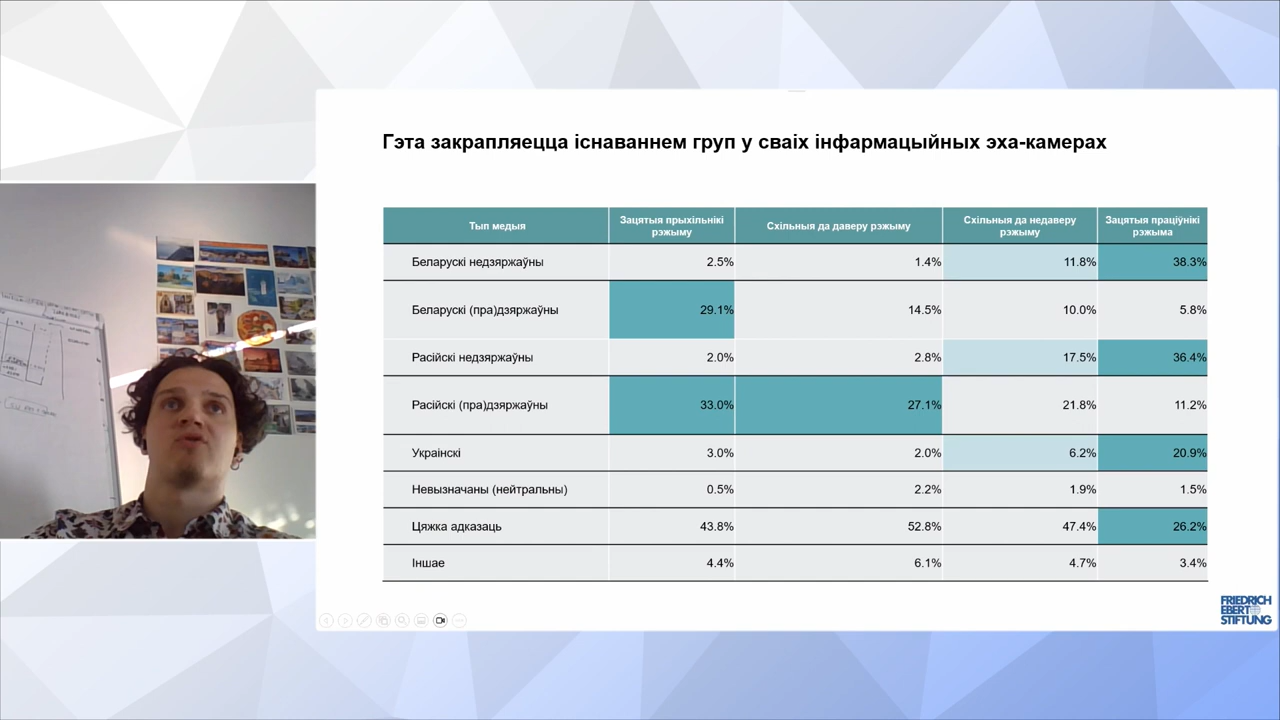 Гэта закрапляецца існаваннем груп у сваіх інфармацыйных эха-камерах
Тып медыя
Зацятыя прыхільнікі
рэжыму
Схільныя да даверу рэжыму
Схільныя да недаверу
рэжыму
Зацятыя праціўнікі
рэжыма
Беларускі недзяржаўны 2.5% 1.4% 11.8% 38.3%
Беларускі (пра)дзяржаўны 29.1% 14.5% 10.0% 5.8%
Расійскі недзяржаўны 2.0% 2.8% 17.5% 36.4%
Расійскі (пра)дзяржаўны 33.0% 27.1% 21.8% 11.2%
Украінскі 3.0% 2.0% 6.2% 20.9%
Невызначаны (нейтральны) 0.5% 2.2% 1.9% 1.5%
Цяжка адказаць 43.8% 52.8% 47.4% 26.2%
Іншае 4.4% 6.1% 4.7% 3.4%
FRIEDRICH
EBERT
STIFTUNG